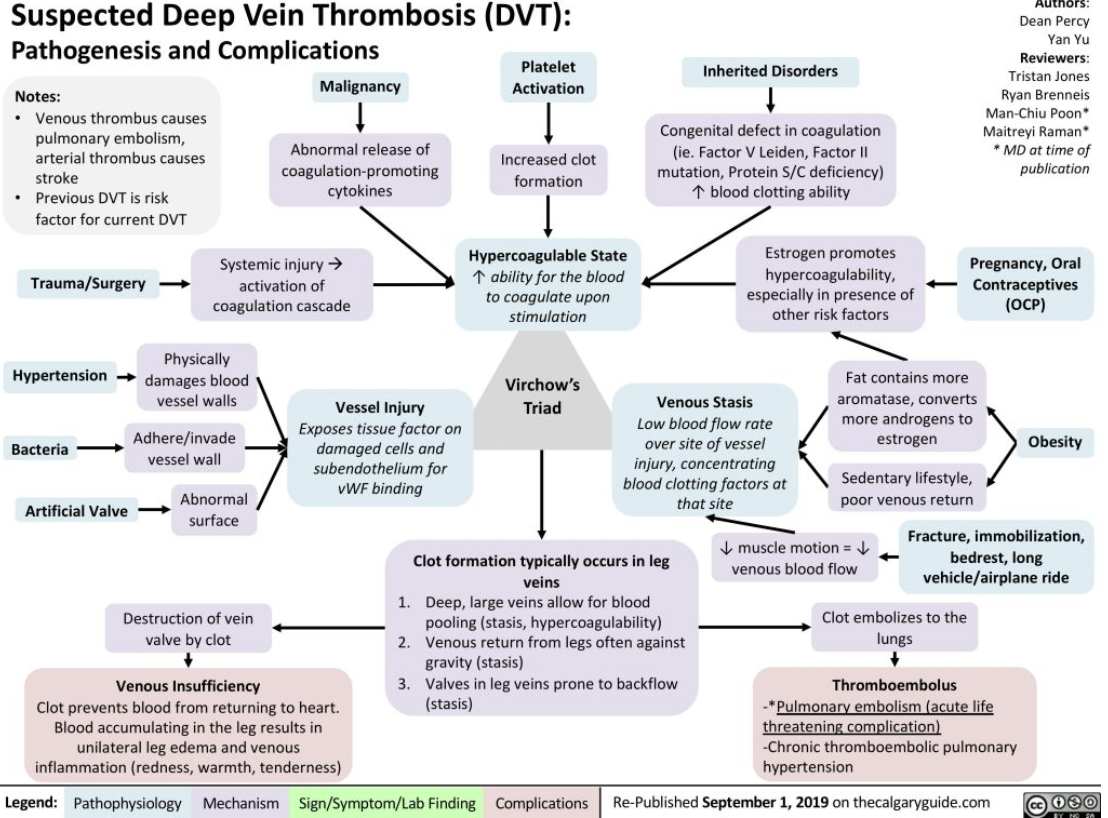 Suspected Deep Vein Thrombosis (DVT):
Pathogenesis and Complications
Authors:
Dean Percy
Yan Yu
Reviewers:
Tristan Jones
Ryan Brenneis
Man-Chiu Poon*
Maitreyi Raman*
* MD at time of
publication
Notes:
• Venous thrombus causes
pulmonary embolism,
arterial thrombus causes
stroke
• Previous DVT is risk
factor for current DVT
Malignancy
Abnormal release of
coagulation-promoting
cytokines
Platelet
Activation
Increased clot
formation
Inherited Disorders
Congenital defect in coagulation
(ie. Factor V Leiden, Factor II
mutation, Protein S/C deficiency)
↑ blood clotting ability
Trauma/Surgery
Systemic injury →
activation of
coagulation cascade
Hypercoagulable State
↑ ability for the blood
to coagulate upon
stimulation
Estrogen promotes
hypercoagulability,
especially in presence of
other risk factors
Pregnancy, Oral
Contraceptives
(OCP)
Hypertension
Physically
damages blood
vessel walls
Bacteria
Adhere/invade
vessel wall
Artificial Valve
Abnormal
surface
Vessel Injury
Exposes tissue factor on
damaged cells and
subendothelium for
vWF binding
Virchow's
Triad
Venous Stasis
Low blood flow rate
over site of vessel
injury, concentrating
blood clotting factors at
that site
Fat contains more
aromatase, converts
more androgens to
estrogen
Sedentary lifestyle,
poor venous return
Obesity
↓ muscle motion = ↓
venous blood flow
Fracture, immobilization,
bedrest, long
vehicle/airplane ride
Clot formation typically occurs in leg
veins
1. Deep, large veins allow for blood
pooling (stasis, hypercoagulability)
2. Venous return from legs often against
gravity (stasis)
3. Valves in leg veins prone to backflow
(stasis)
Destruction of vein
valve by clot
Venous Insufficiency
Clot prevents blood from returning to heart.
Blood accumulating in the leg results in
unilateral leg edema and venous
inflammation (redness, warmth, tenderness)
Clot embolizes to the
lungs
Thromboembolus
-*Pulmonary embolism (acute life
threatening complication)
-Chronic thromboembolic pulmonary
hypertension
Legend: Pathophysiology Mechanism Sign/Symptom/Lab Finding Complications
Re-Published September 1, 2019 on thecalgaryguide.com
cc
BY NC SA